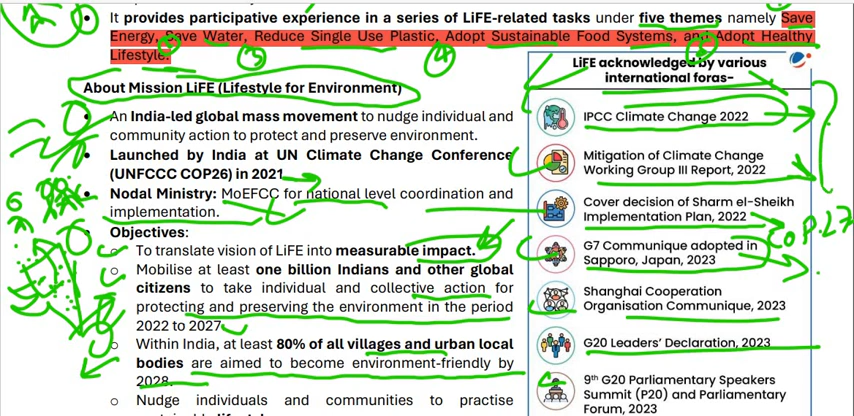 • It provides participative experience in a series of LiFE-related tasks under five themes namely Save
Energy, Save Water, Reduce Single Use Plastic, Adopt Sustainable Food Systems, and Adopt Healthy
Lifestyle.
About Mission LiFE (Lifestyle for Environment)
• An India-led global mass movement to nudge individual and
community action to protect and preserve environment.
• Launched by India at UN Climate Change Conference
(UNFCCC COP26) in 2021
• Nodal Ministry: MoEFCC for national level coordination and
implementation.
• Objectives:
o To translate vision of LiFE into measurable impact.
o Mobilise at least one billion Indians and other global
citizens to take individual and collective action for
protecting and preserving the environment in the period
2022 to 2027
o Within India, at least 80% of all villages and urban local
bodies are aimed to become environment-friendly by
2028.
o Nudge individuals and communities to practise
LiFE acknowledged by various
international foras-
IPCC Climate Change 2022
Mitigation of Climate Change
Working Group III Report, 2022
Cover decision of Sharm el-Sheikh
Implementation Plan, 2022
G7 Communique adopted in
Sapporo, Japan, 2023
Shanghai Cooperation
Organisation Communique, 2023
G20 Leaders' Declaration, 2023
9th G20 Parliamentary Speakers
Summit (P20) and Parliamentary
Forum, 2023
COP.27